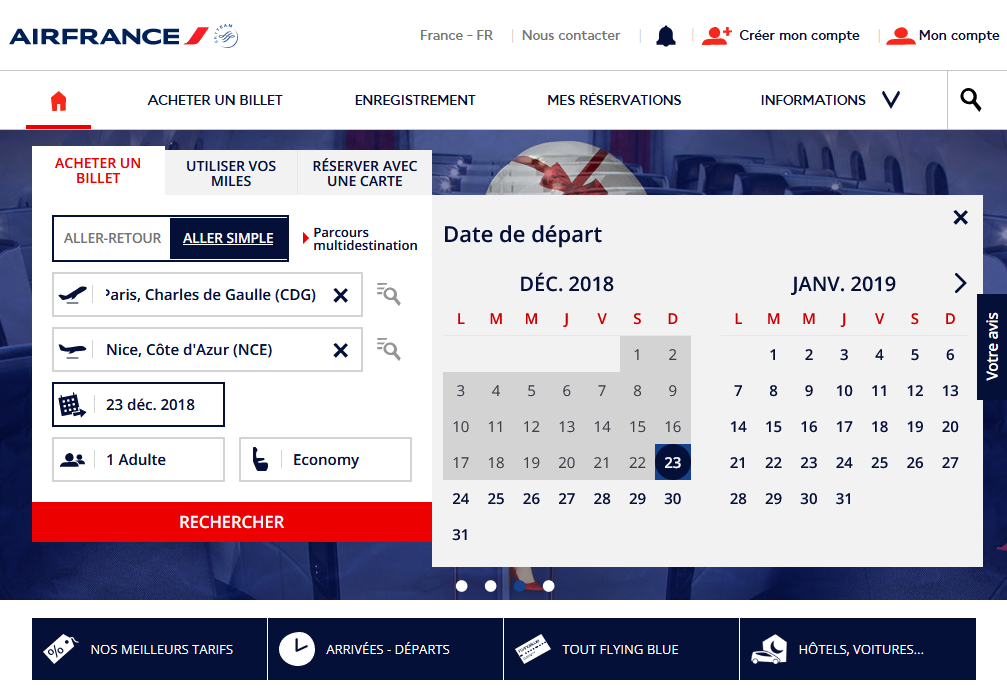 AIRFRANCE
SKYTEAM
France - FR
Nous contacter
Créer mon compte
Mon compte
ACHETER UN BILLET
ENREGISTREMENT
MES RÉSERVATIONS
INFORMATIONS
ACHETER UN
BILLET
UTILISER VOS
MILES
RÉSERVER AVEC
UNE CARTE
ALLER-RETOUR
ALLER SIMPLE
Parcours
multidestination
Paris, Charles de Gaulle (CDG)
Nice, Côte d'Azur (NCE)
23 déc. 2018
1 Adulte
Economy
RECHERCHER
Date de départ
DÉC. 2018
L M M J V S D
1 2
3 4 5 6 7 8 9
10 11 12 13 14 15 16
17 18 19 20 21 22 23
24 25 26 27 28 29 30
31
JANV. 2019
L M M J V S D
1 2 3 4 5 6
7 8 9 10 11 12 13
14 15 16 17 18 19 20
21 22 23 24 25 26 27
28 29 30 31
Votre avis
NOS MEILLEURS TARIFS
ARRIVÉES - DÉPARTS
TOUT FLYING BLUE
HÔTELS, VOITURES...